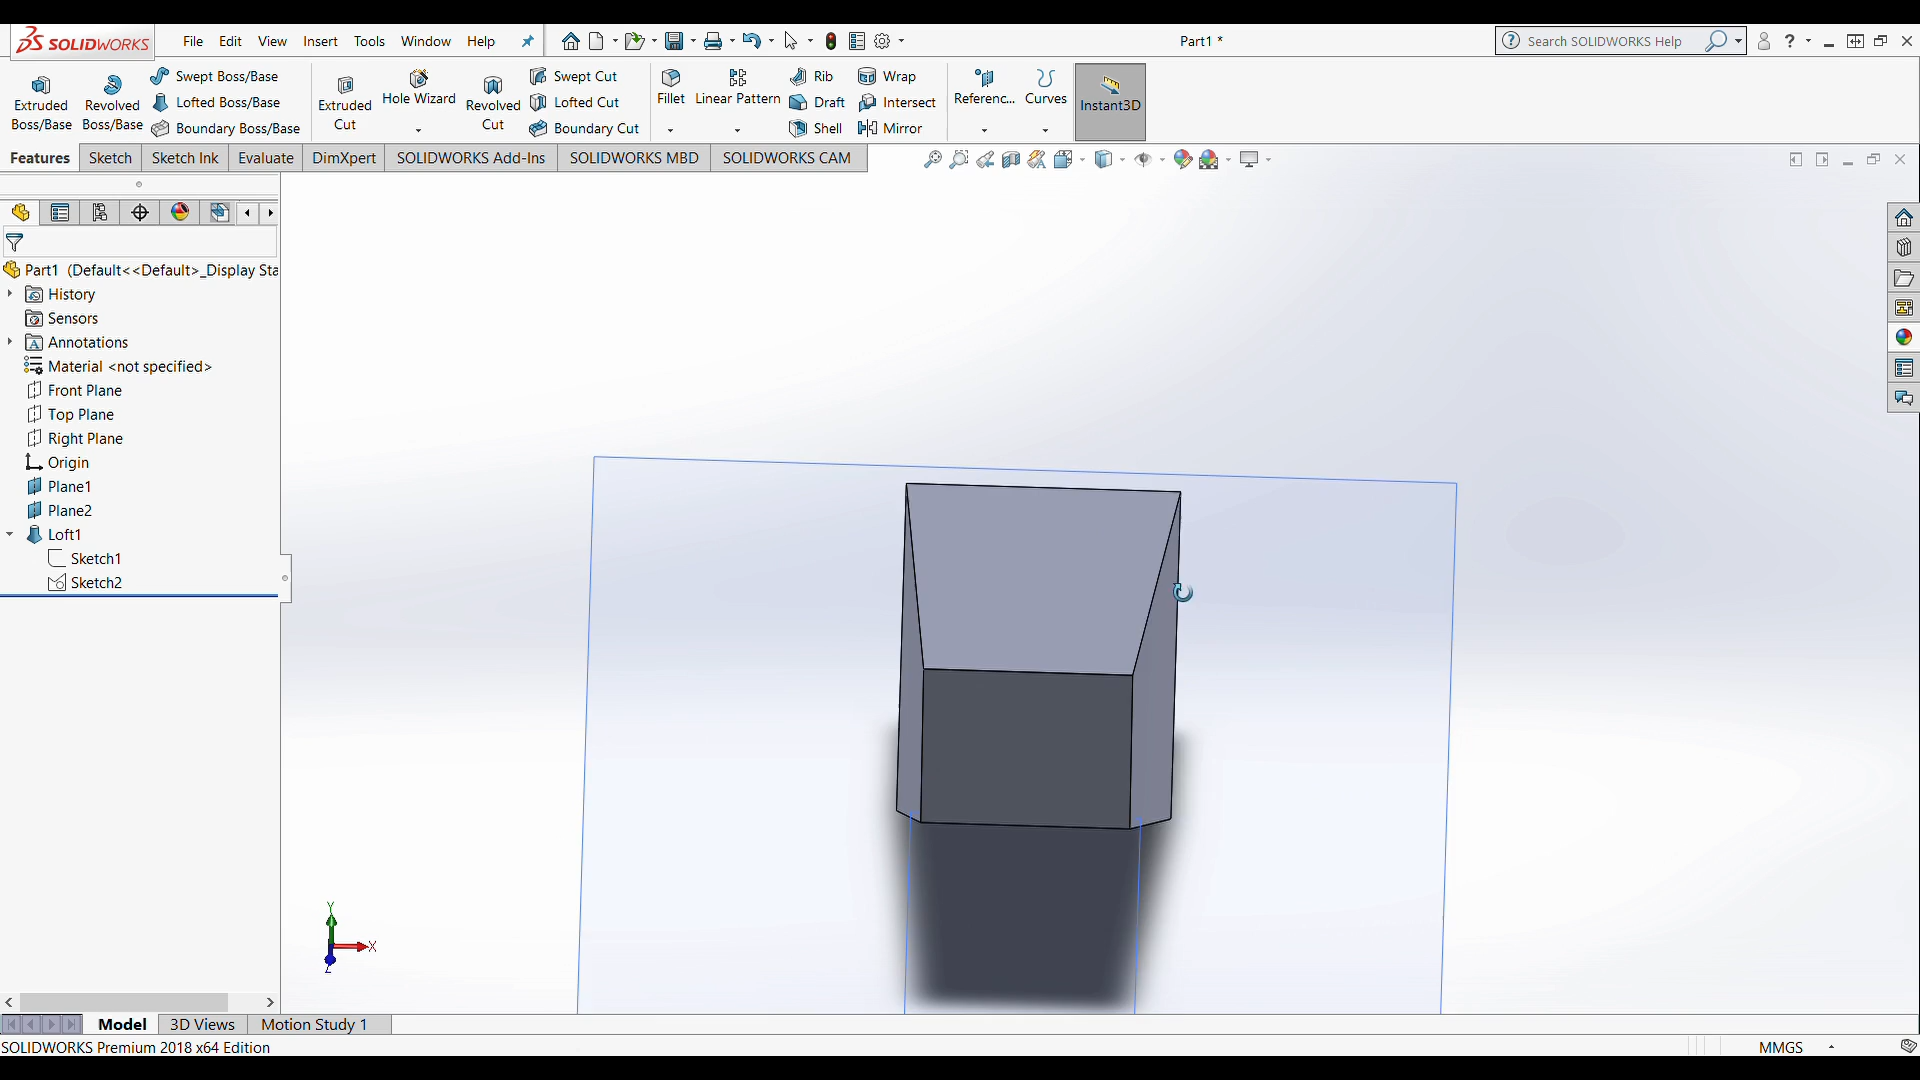 SOLIDWORKS File Edit View Insert Tools Window Help Part1 * Search SOLIDWORKS Help
Extruded Boss/Base
Revolved Boss/Base
Swept Boss/Base
Lofted Boss/Base
Boundary Boss/Base
Extruded Cut
Hole Wizard
Revolved Cut
Swept Cut
Lofted Cut
Boundary Cut
Fillet
Linear Pattern
Rib
Draft
Shell
Wrap
Intersect
Mirror
Referenc...
Curves
Instant3D
Features Sketch Sketch Ink Evaluate DimXpert SOLIDWORKS Add-Ins SOLIDWORKS MBD SOLIDWORKS CAM
Part1 (Default<<Default>_Display Sta
History
Sensors
A Annotations
Material <not specified>
Front Plane
Top Plane
Right Plane
Origin
Plane1
Plane2
Loft1
Sketch1
Sketch2
Y
X
Z
Model 3D Views Motion Study 1
SOLIDWORKS Premium 2018 x64 Edition MMGS